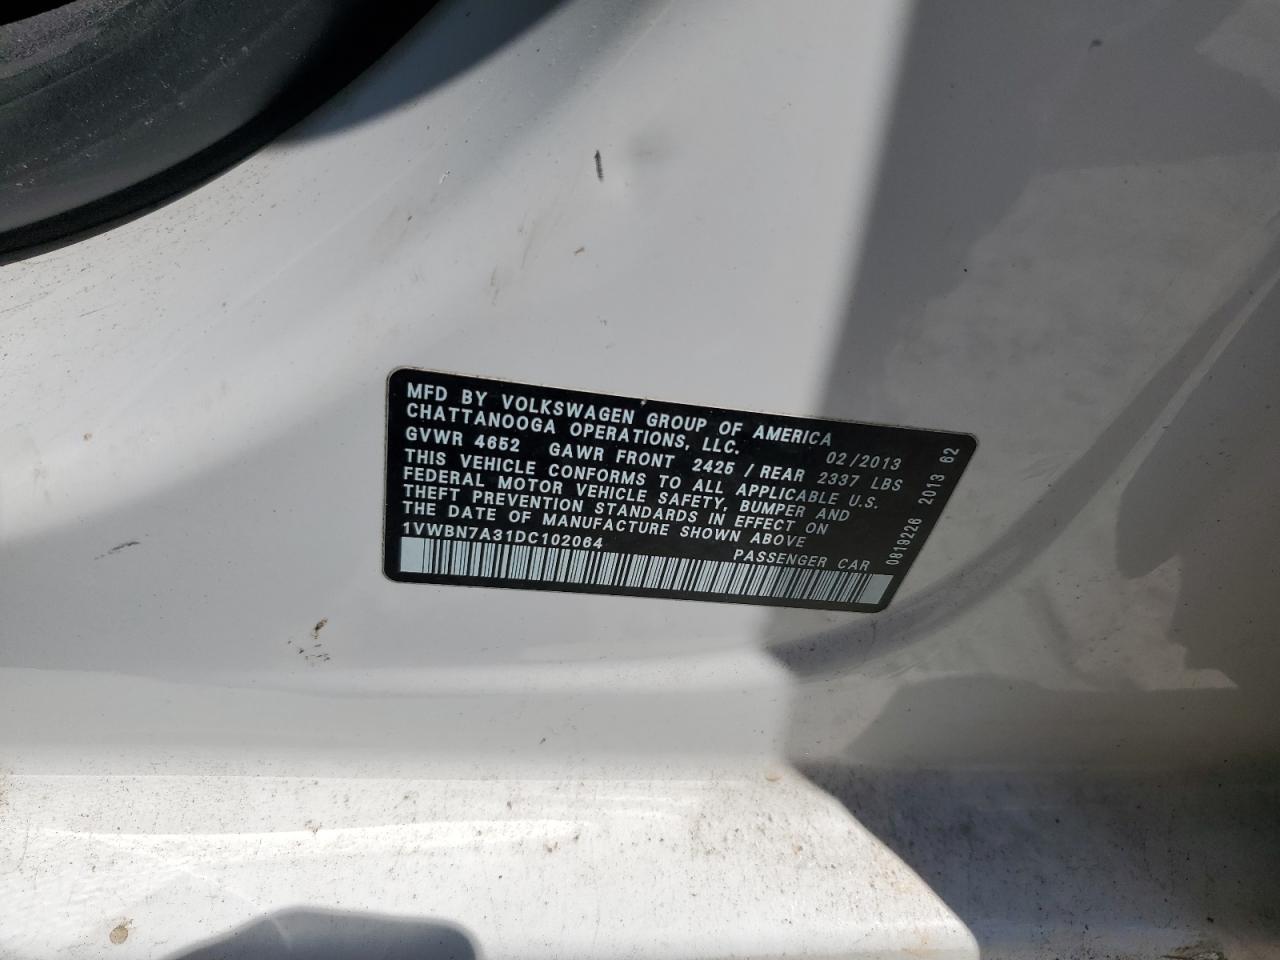 MFD BY VOLKSWAGEN GROUP OF AMERICA
CHATTANOOGA OPERATIONS, LLC. 02/2013
GVWR 4652 GAWR FRONT 2425 / REAR 2337 LBS
THIS VEHICLE CONFORMS TO ALL APPLICABLE U.S.
FEDERAL MOTOR VEHICLE SAFETY, BUMPER AND
THEFT PREVENTION STANDARDS IN EFFECT ON
THE DATE OF MANUFACTURE SHOWN ABOVE
1VWBN7A31DC102064 PASSENGER CAR
0819226 2013 62